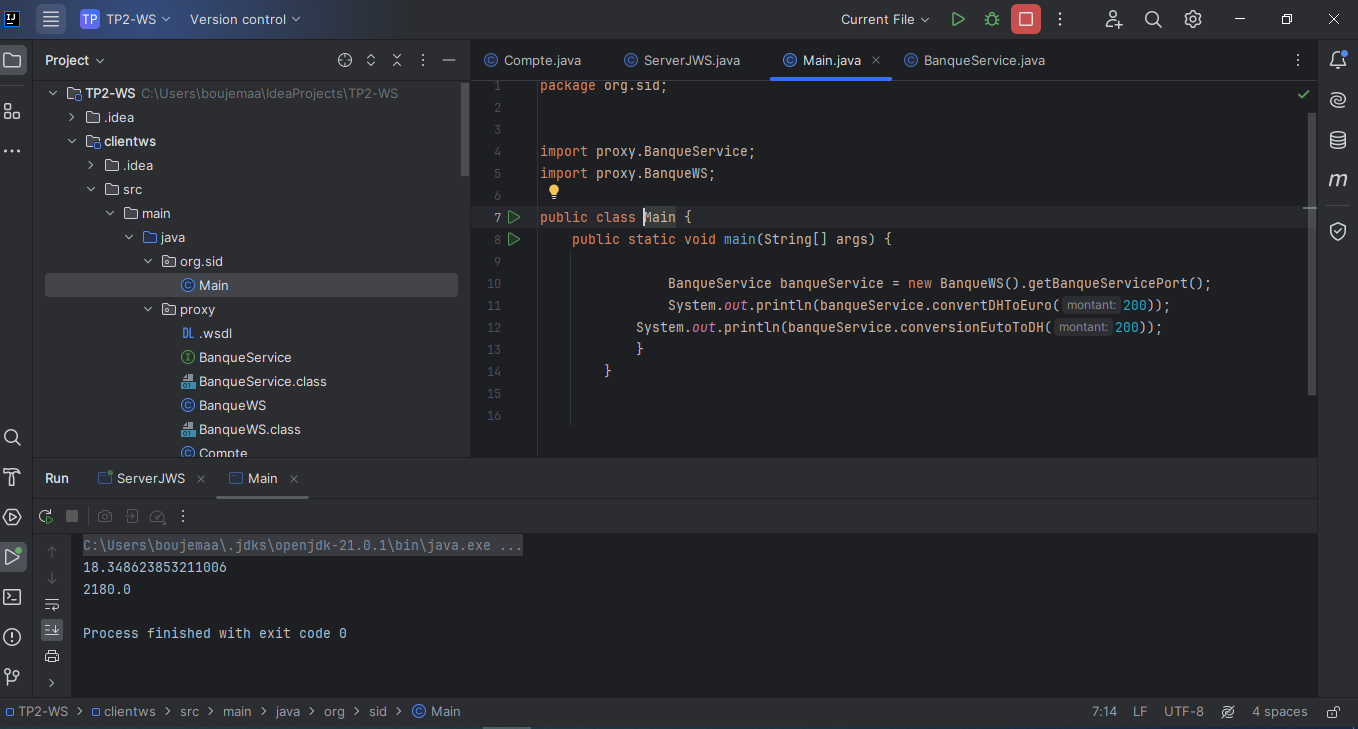 IJ
TP TP2-WS
Version control
Current File
Project
Compte.java
ServerJWS.java
Main.java
BanqueService.java
TP2-WS C:\Users\boujemaa\IdeaProjects\TP2-WS
.idea
clientws
.idea
src
main
java
org.sid
Main
proxy
DL .wsdl
BanqueService
BanqueService.class
BanqueWS
BanqueWS.class
Compte
1 package org.sid;
2
3
4 import proxy.BanqueService;
5 import proxy.BanqueWS;
6
7 public class Main {
8 public static void main(String[] args) {
9
10 BanqueService banqueService = new BanqueWS().getBanqueServicePort();
11 System.out.println(banqueService.convertDHToEuro( montant: 200));
12 System.out.println(banqueService.conversionEutoToDH( montant: 200));
13 }
14 }
15
16
Run
ServerJWS
Main
C:\Users\boujemaa\.jdks\openjdk-21.0.1\bin\java.exe ...
18.348623853211006
2180.0
Process finished with exit code 0
TP2-WS > clientws > src > main > java > org > sid > Main
7:14 LF UTF-8 4 spaces